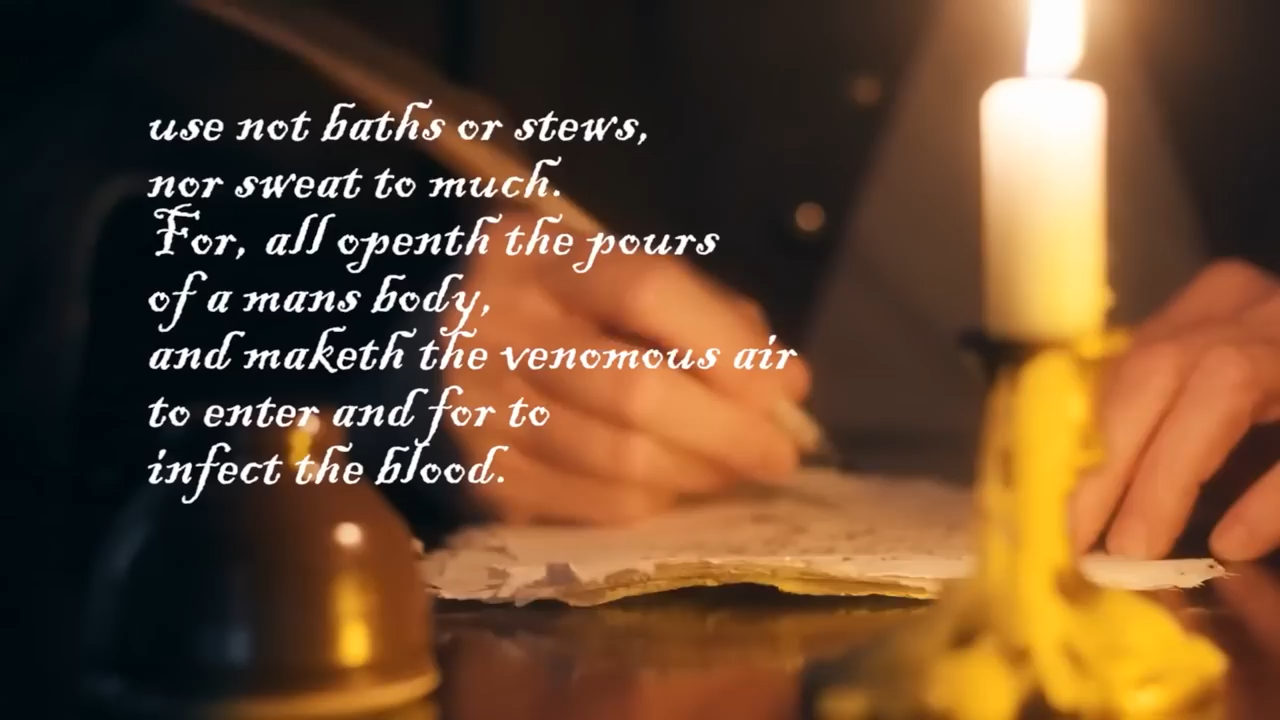 use not baths or stews,
nor sweat to much.
For, all openth the pours
of a mans body,
and maketh the venomous air
to enter and for to
infect the blood.